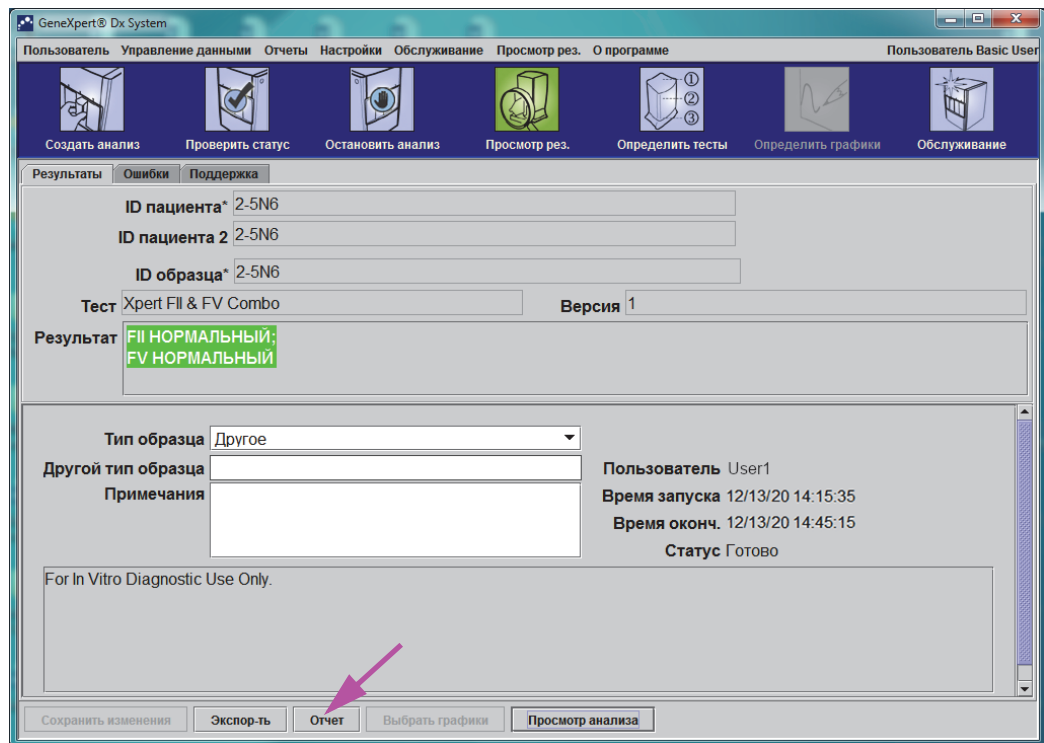 GeneXpert® Dx System
Пользователь Управление данными Отчеты Настройки Обслуживание Просмотр рез. О программе Пользователь Basic User
① ② ③
Создать анализ Проверить статус Остановить анализ Просмотр рез. Определить тесты Определить графики Обслуживание
Результаты Ошибки Поддержка
ID пациента* 2-5N6
ID пациента 2 2-5N6
ID образца* 2-5N6
Тест Xpert FII & FV Combo Версия 1
Результат FII НОРМАЛЬНЫЙ;
FV НОРМАЛЬНЫЙ
Тип образца Другое
Другой тип образца Пользователь User1
Примечания Время запуска 12/13/20 14:15:35
Время оконч. 12/13/20 14:45:15
Статус Готово
For In Vitro Diagnostic Use Only.
Сохранить изменения Экспор-ть Отчет Выбрать графики Просмотр анализа